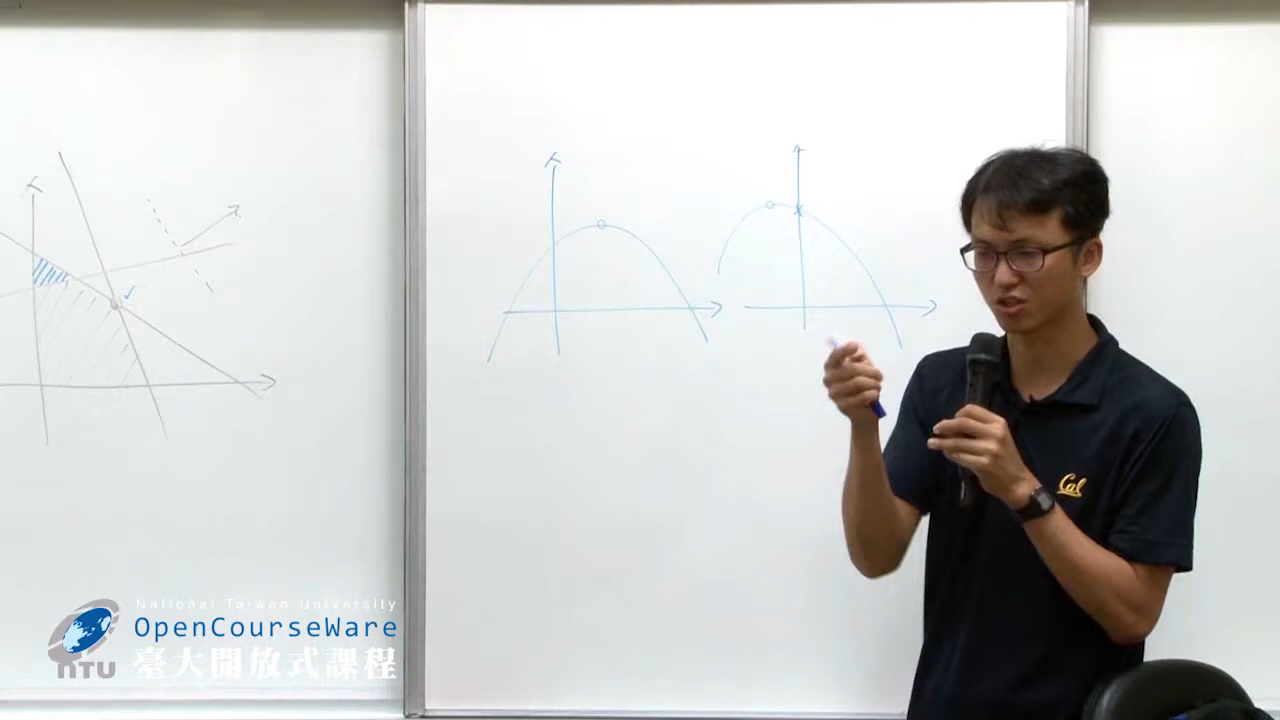 Cal
National Taiwan University
OpenCourseWare
臺大開放式課程
NTU